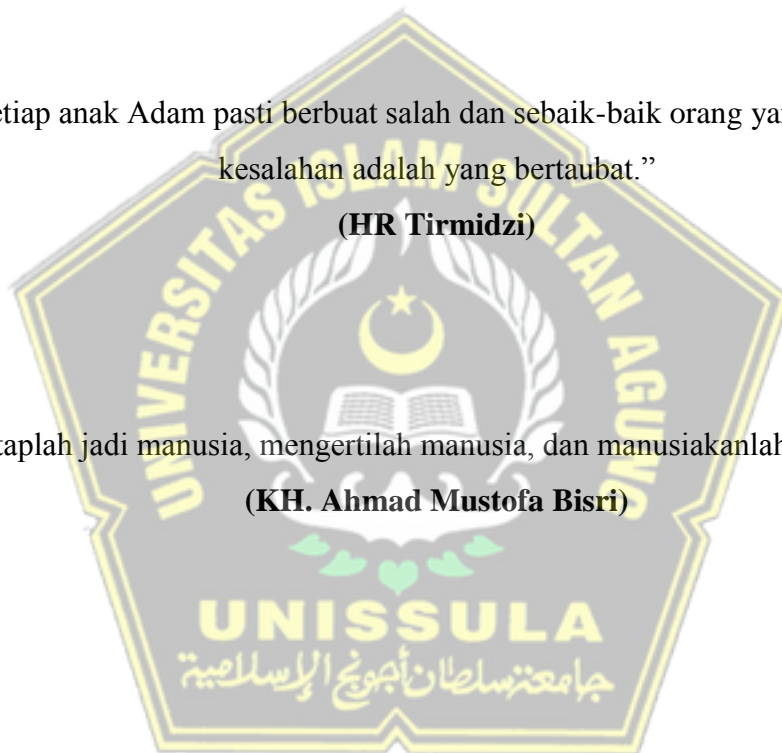 etiap anak Adam pasti berbuat salah dan sebaik-baik orang ya
kesalahan adalah yang bertaubat.”
(HR Tirmidzi)
UNIVERSITAS ISLAM SULTAN AGUNG
taplah jadi manusia, mengertilah manusia, dan manusiakanlah
(KH. Ahmad Mustofa Bisri)
UNISSULA
جامعة سلطان أجونج الإسلامية